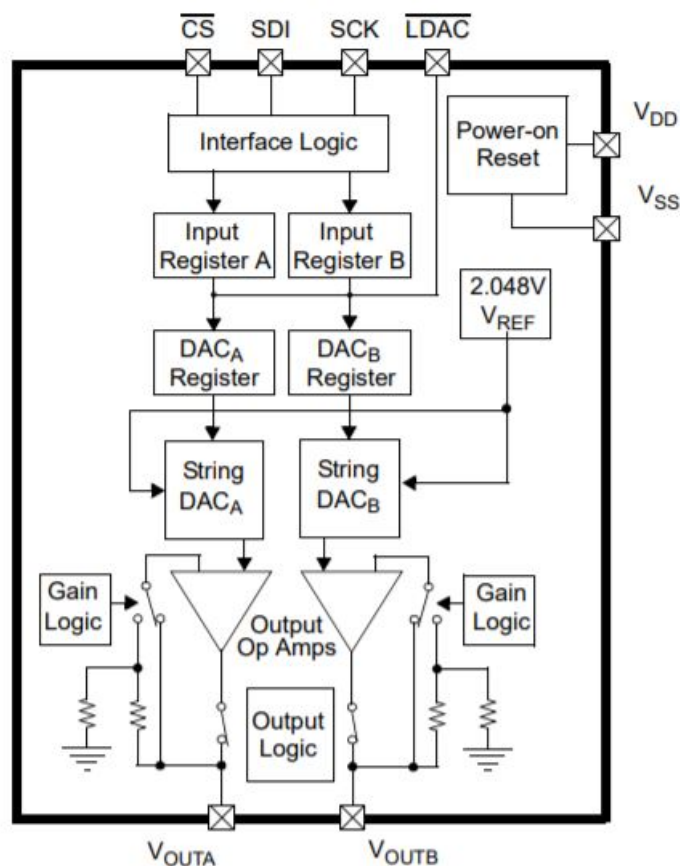 CS SDI SCK LDAC
Interface Logic
Power-on
Reset
VDD
VSS
Input
Register A
Input
Register B
2.048V
VREF
DACA
Register
DACB
Register
String
DACA
String
DACB
Gain
Logic
Output
Op Amps
Gain
Logic
Output
Logic
VOUTA
VOUTB